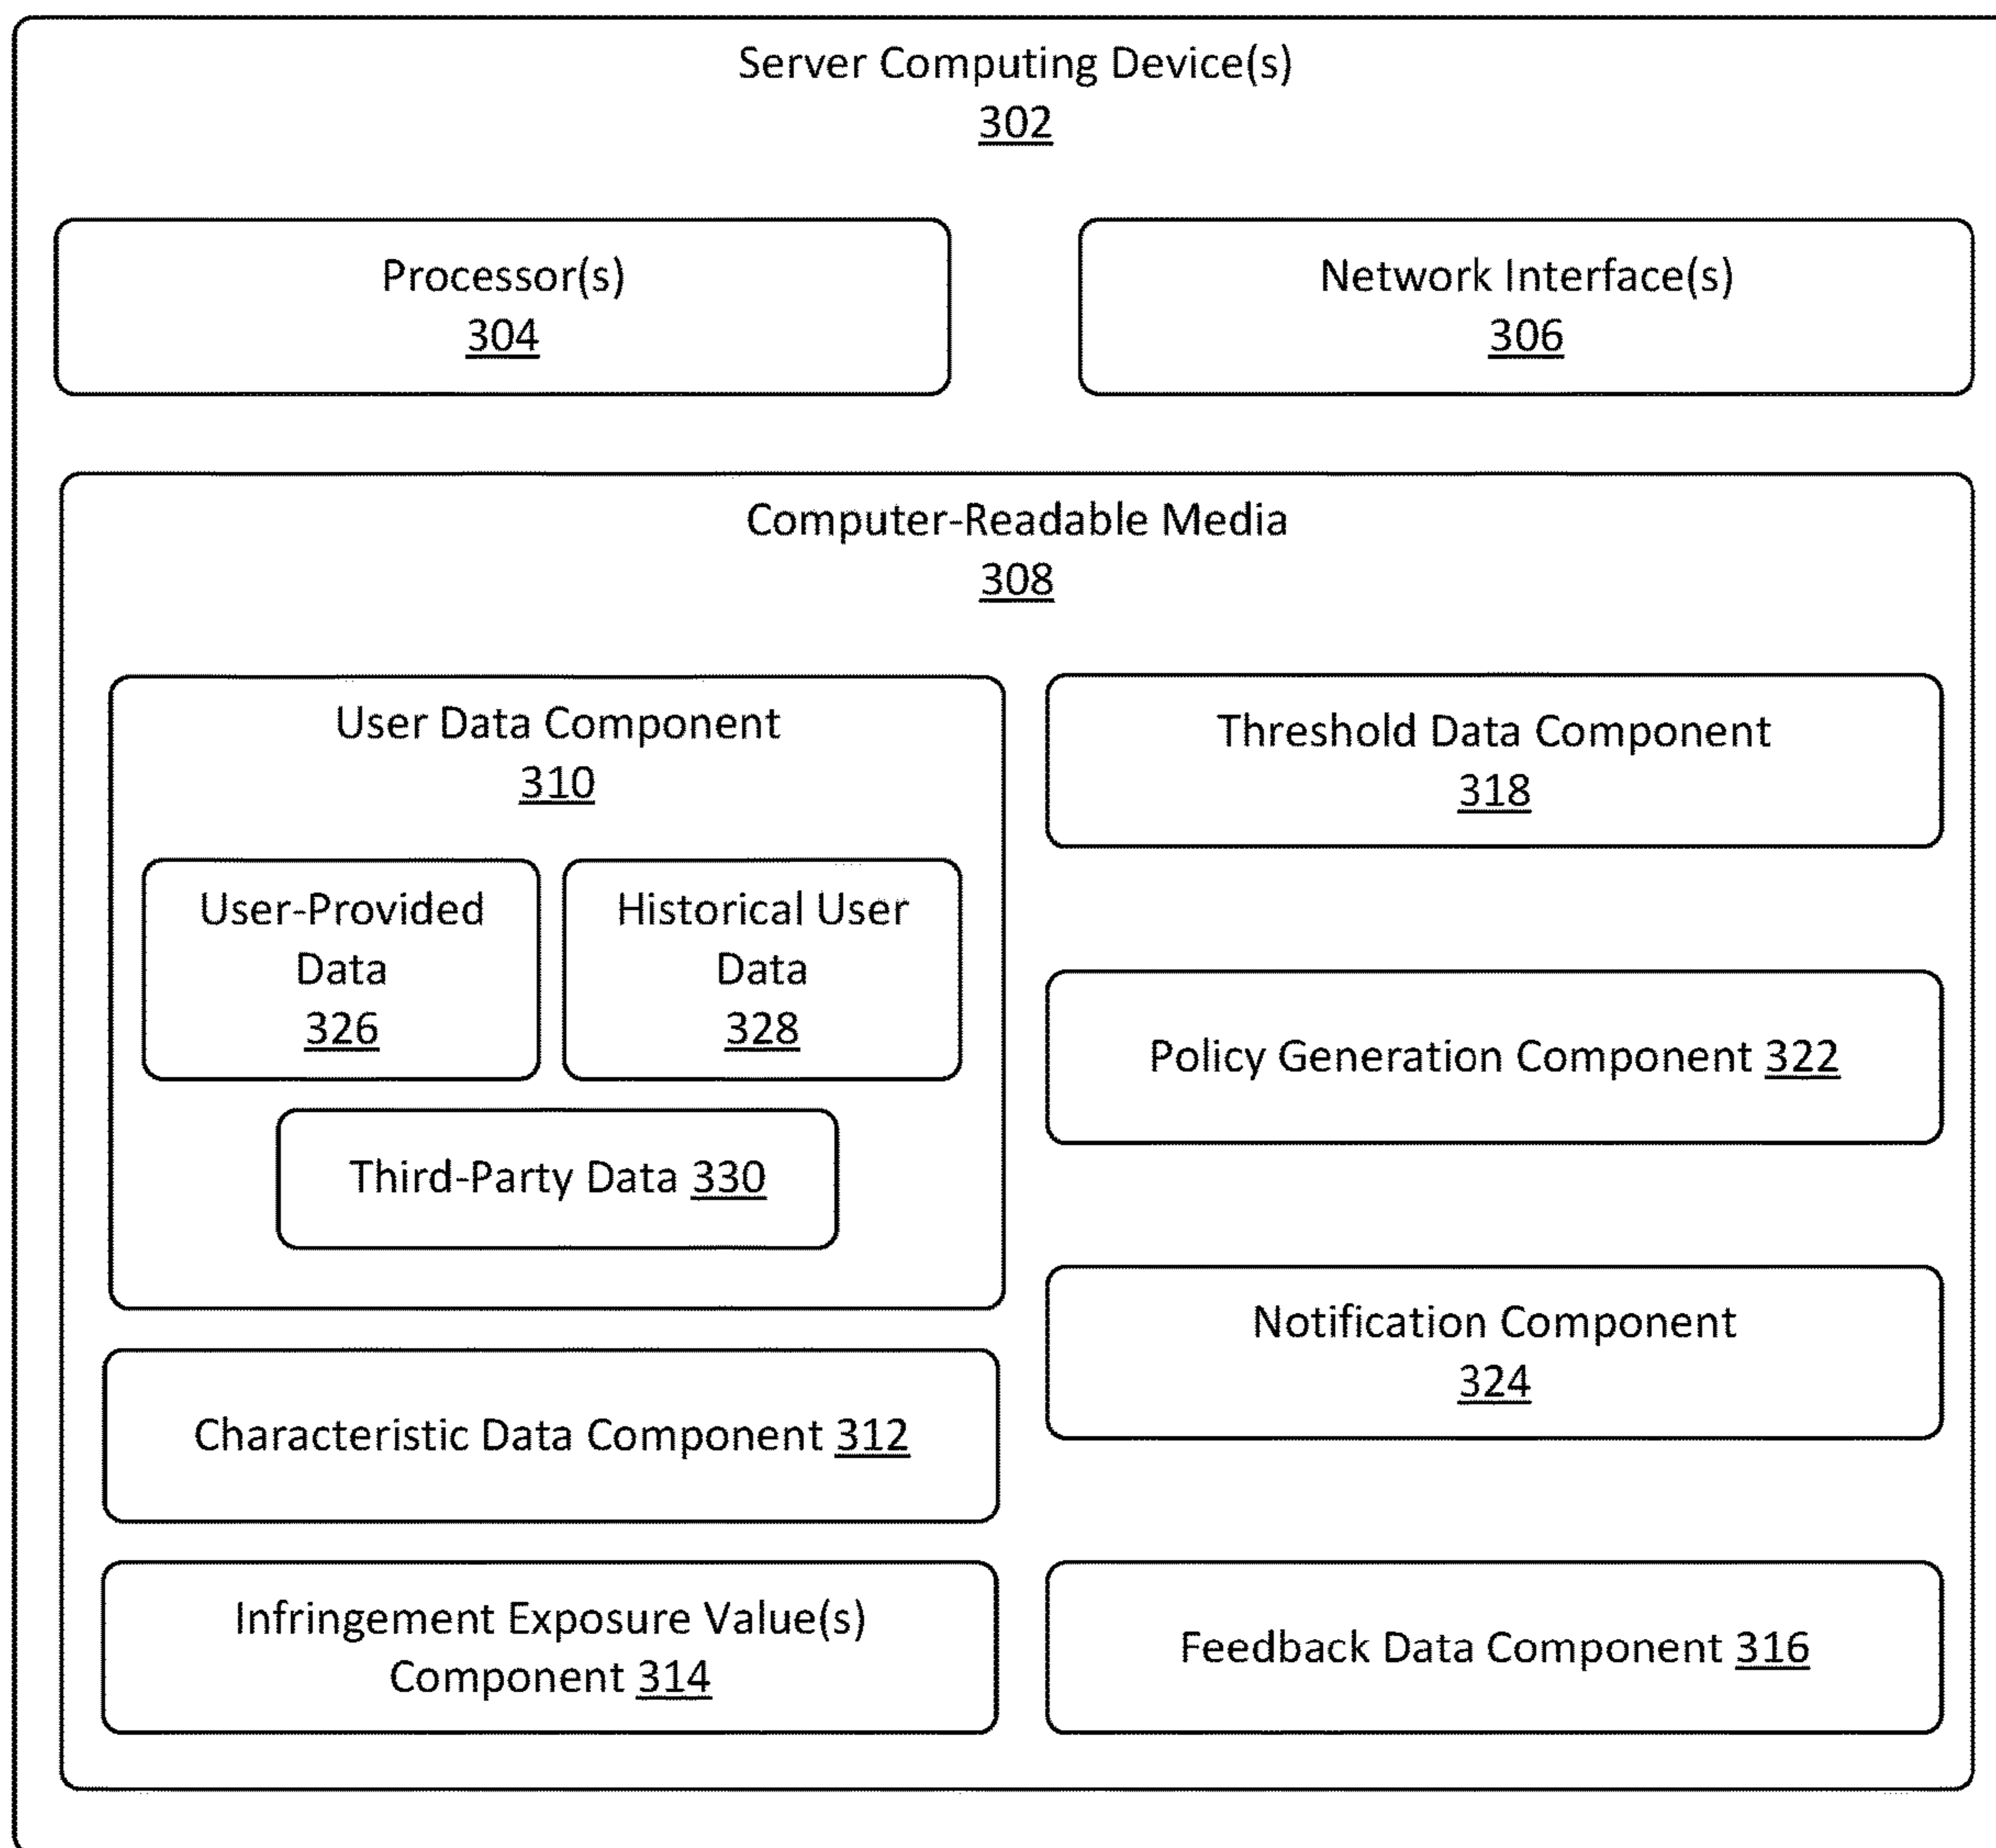 Server Computing Device(s)
302
Processor(s)
304
Network Interface(s)
306
Computer-Readable Media
308
User Data Component
310
User-Provided
Data
326
Historical User
Data
328
Third-Party Data 330
Characteristic Data Component 312
Infringement Exposure Value(s)
Component 314
Threshold Data Component
318
Policy Generation Component 322
Notification Component
324
Feedback Data Component 316